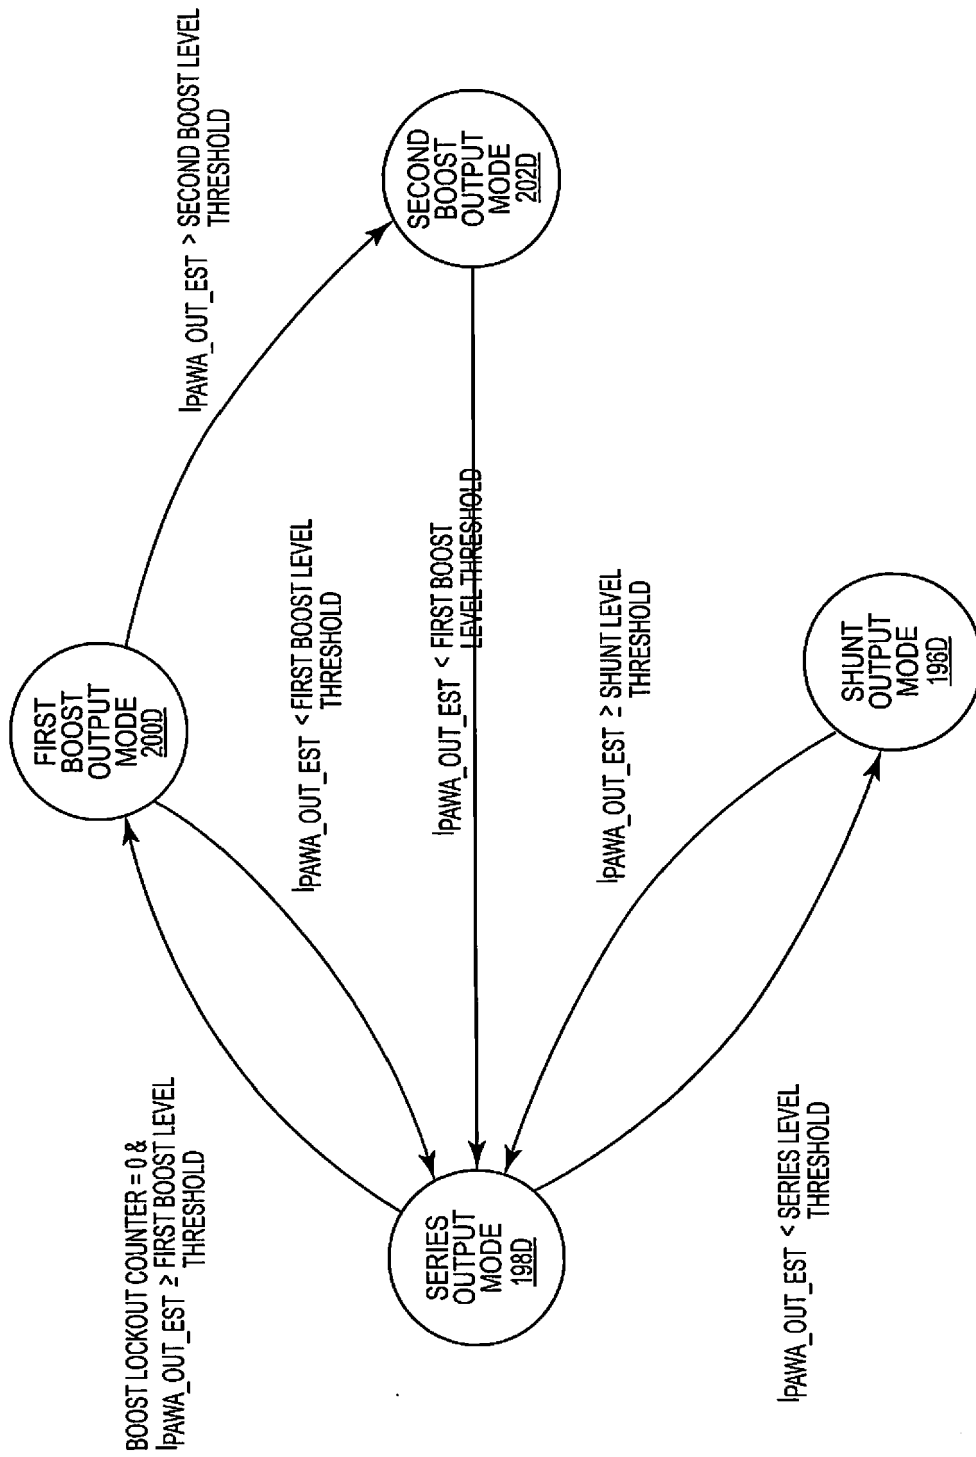 BOOST LOCKOUT COUNTER = 0 &
IPAWA_OUT_EST ≥ FIRST BOOST LEVEL
THRESHOLD
FIRST
BOOST
OUTPUT
MODE
200D
IPAWA_OUT_EST > SECOND BOOST LEVEL
THRESHOLD
IPAWA_OUT_EST < FIRST BOOST LEVEL
THRESHOLD
SERIES
OUTPUT
MODE
198D
IPAWA_OUT_EST < FIRST BOOST
LEVEL THRESHOLD
SECOND
BOOST
OUTPUT
MODE
202D
IPAWA_OUT_EST ≥ SHUNT LEVEL
THRESHOLD
IPAWA_OUT_EST < SERIES LEVEL
THRESHOLD
SHUNT
OUTPUT
MODE
196D